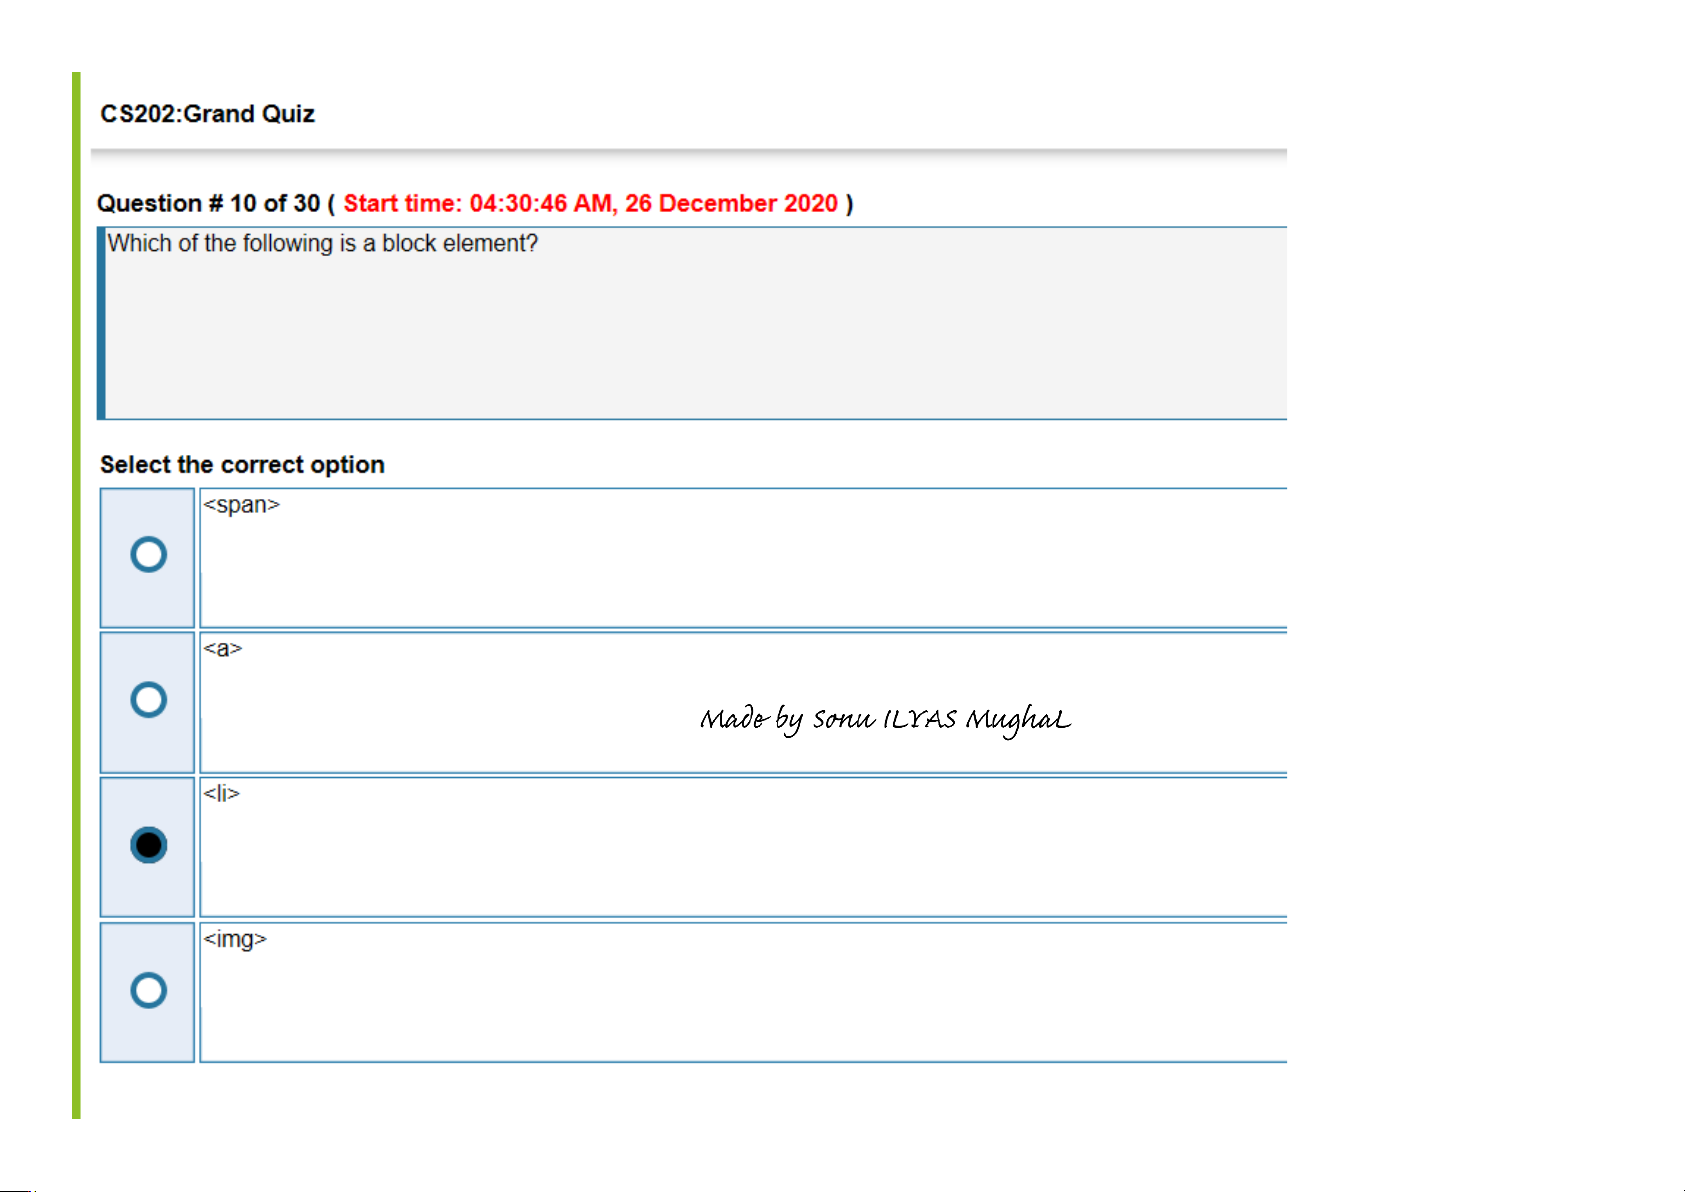 CS202:Grand Quiz
Question # 10 of 30 ( Start time: 04:30:46 AM, 26 December 2020 )
Which of the following is a block element?
Select the correct option
<span>
<a>
Made by Sonu ILYAS MughaL
<li>
<img>